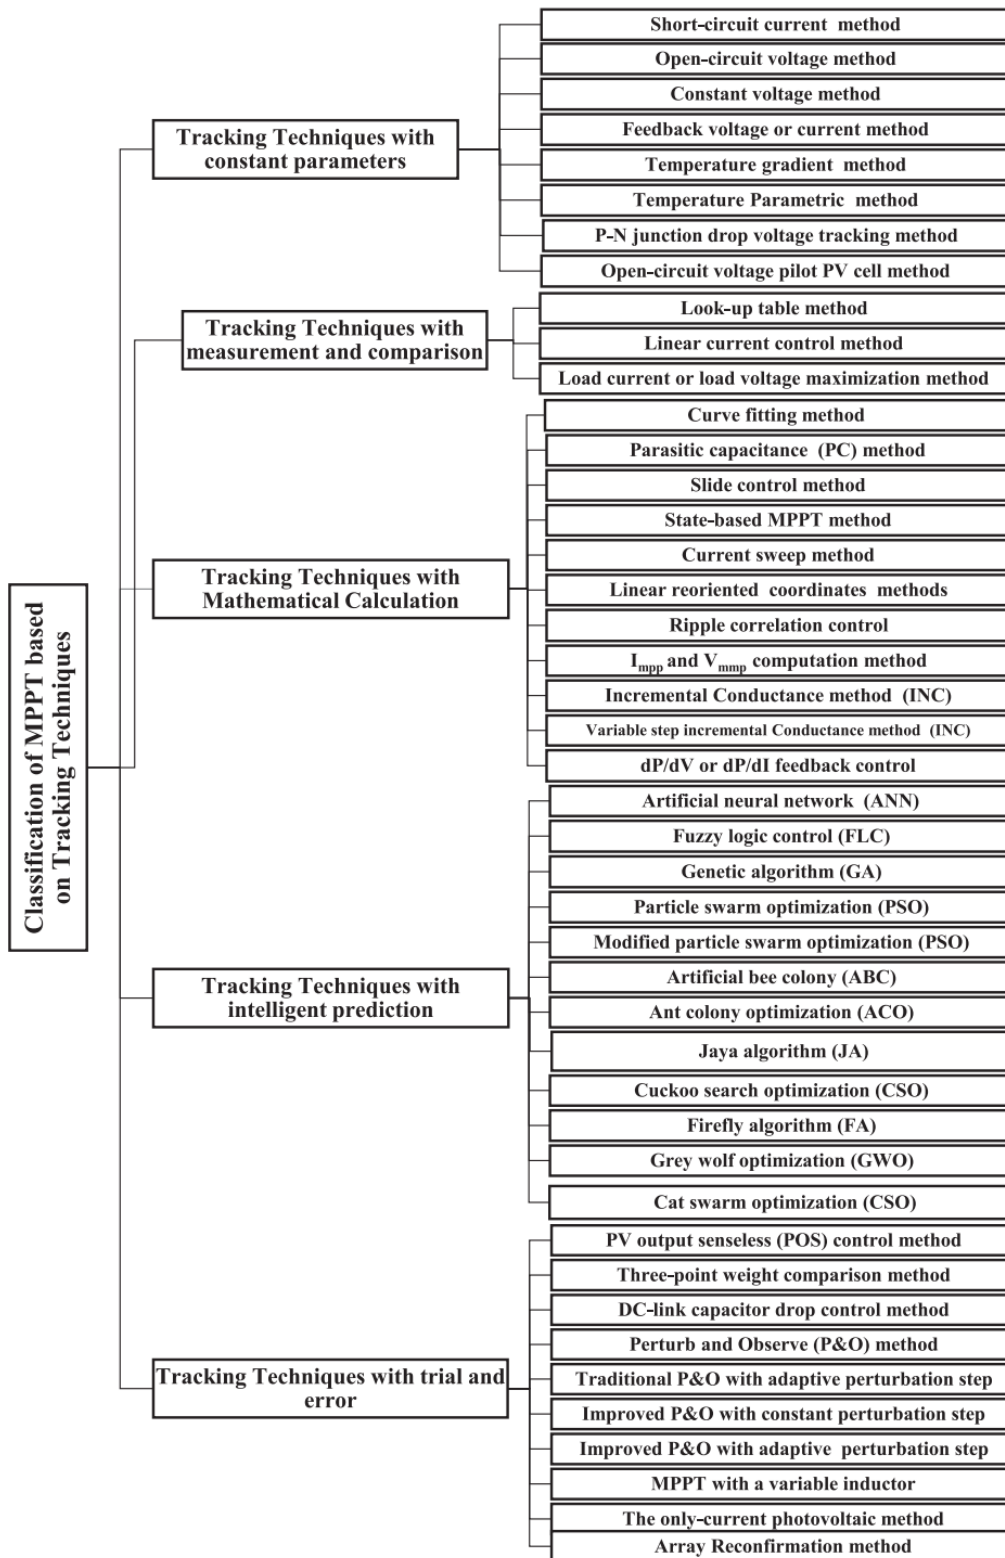 Classification of MPPT based
on Tracking Techniques
Tracking Techniques with
constant parameters
Short-circuit current method
Open-circuit voltage method
Constant voltage method
Feedback voltage or current method
Temperature gradient method
Temperature Parametric method
P-N junction drop voltage tracking method
Open-circuit voltage pilot PV cell method
Tracking Techniques with
measurement and comparison
Look-up table method
Linear current control method
Load current or load voltage maximization method
Tracking Techniques with
Mathematical Calculation
Curve fitting method
Parasitic capacitance (PC) method
Slide control method
State-based MPPT method
Current sweep method
Linear reoriented coordinates methods
Ripple correlation control
Impp and Vmmp computation method
Incremental Conductance method (INC)
Variable step incremental Conductance method (INC)
dP/dV or dP/dI feedback control
Tracking Techniques with
intelligent prediction
Artificial neural network (ANN)
Fuzzy logic control (FLC)
Genetic algorithm (GA)
Particle swarm optimization (PSO)
Modified particle swarm optimization (PSO)
Artificial bee colony (ABC)
Ant colony optimization (ACO)
Jaya algorithm (JA)
Cuckoo search optimization (CSO)
Firefly algorithm (FA)
Grey wolf optimization (GWO)
Cat swarm optimization (CSO)
Tracking Techniques with trial and
error
PV output senseless (POS) control method
Three-point weight comparison method
DC-link capacitor drop control method
Perturb and Observe (P&O) method
Traditional P&O with adaptive perturbation step
Improved P&O with constant perturbation step
Improved P&O with adaptive perturbation step
MPPT with a variable inductor
The only-current photovoltaic method
Array Reconfirmation method